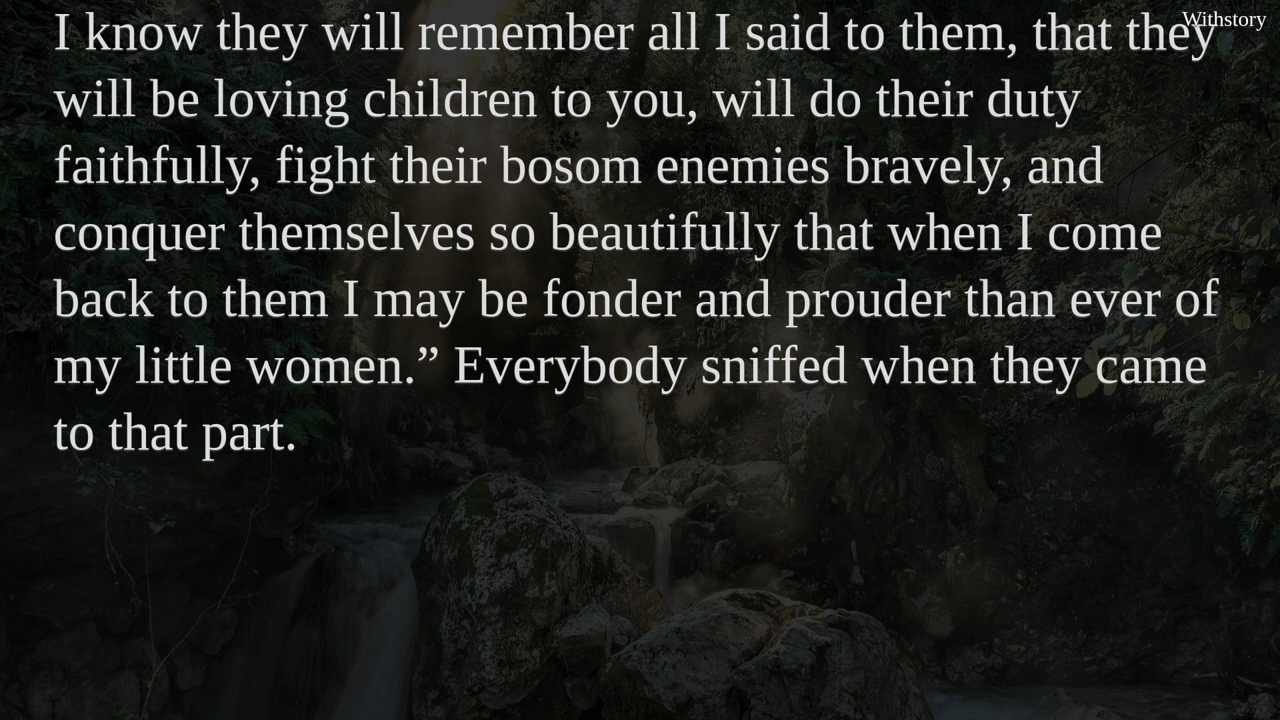 Withstory
I know they will remember all I said to them, that they
will be loving children to you, will do their duty
faithfully, fight their bosom enemies bravely, and
conquer themselves so beautifully that when I come
back to them I may be fonder and prouder than ever of
my little women.” Everybody sniffed when they came
to that part.